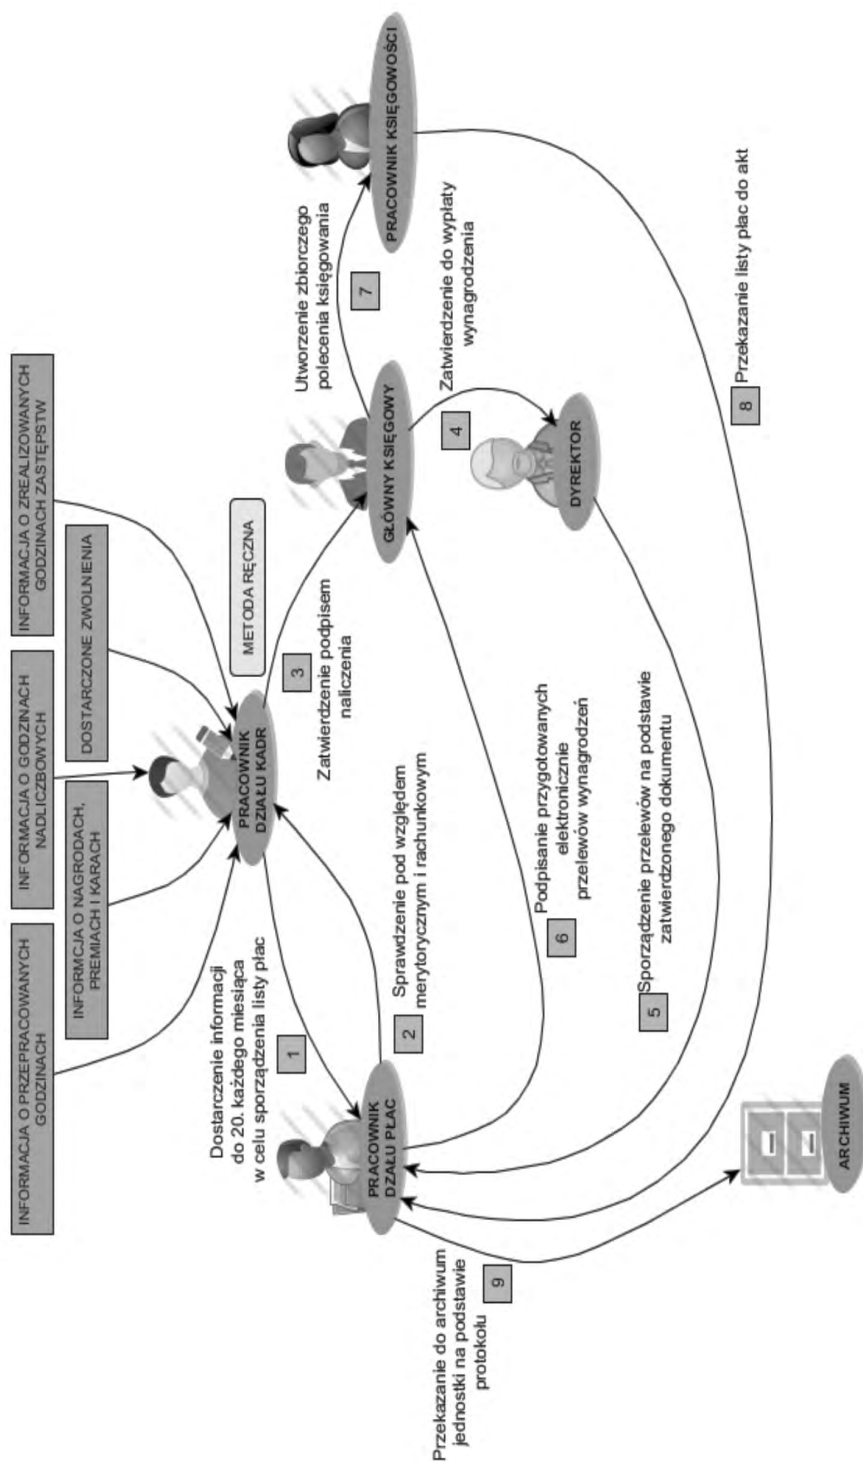 INFORMACJA O PRZEPRACOWANYCH
GODZINACH
INFORMACJA O GODZINACH
NADLICZBOWYCH
INFORMACJA O ZREALIZOWANYCH
GODZINACH ZASTĘPSTW
INFORMCJA O NAGRODACH,
PREMIACH I KARACH
DOSTARCZONE ZWOLNIENIA
PRACOWNIK
DZIAŁU KADR
METODA RĘCZNA
Dostarczenie informacji
do 20. każdego miesiąca
w celu sporządzenia listy płac
1
3
Zatwierdzenie podpisem
naliczenia
Utworzenie zbiorczego
polecenia księgowania
7
PRACOWNIK
DZAŁU PŁAC
2
Sprawdzenie pod względem
merytorycznym i rachunkowym
GŁÓWNY KSIĘGOWY
PRACOWNIK KSIĘGOWOŚCI
4
Zatwierdzenie do wypłaty
wynagrodzenia
Przekazanie do archiwum
jednostki na podstawie
protokołu
9
6
Podpisanie przygotowanych
elektronicznie
przelewów wynagrodzeń
DYREKTOR
5
Sporządzenie przelewów na podstawie
zatwierdzonego dokumentu
8
Przekazanie listy płac do akt
ARCHIWUM